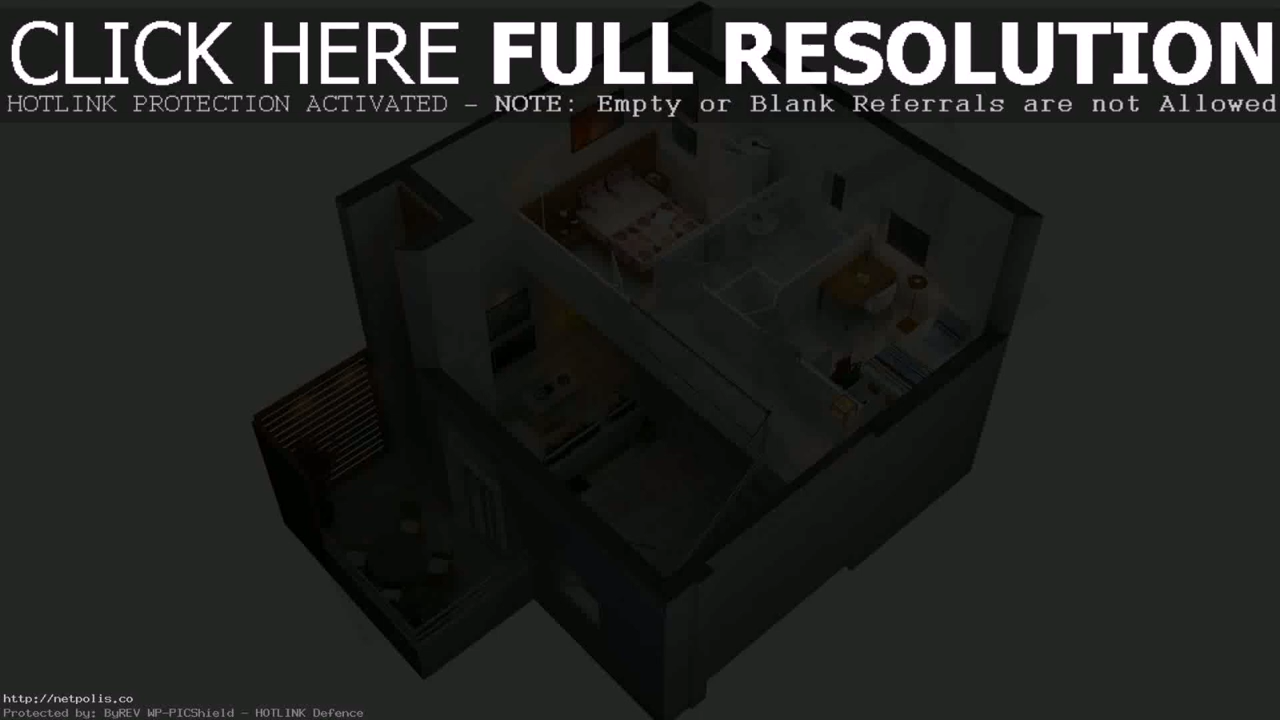 CLICK HERE FULL RESOLUTION
HOTLINK PROTECTION ACTIVATED – NOTE: Empty or Blank Referrals are not Allowed
http://netpolis.co
Protected by: ByREV WP-PICShield – HOTLINK Defence